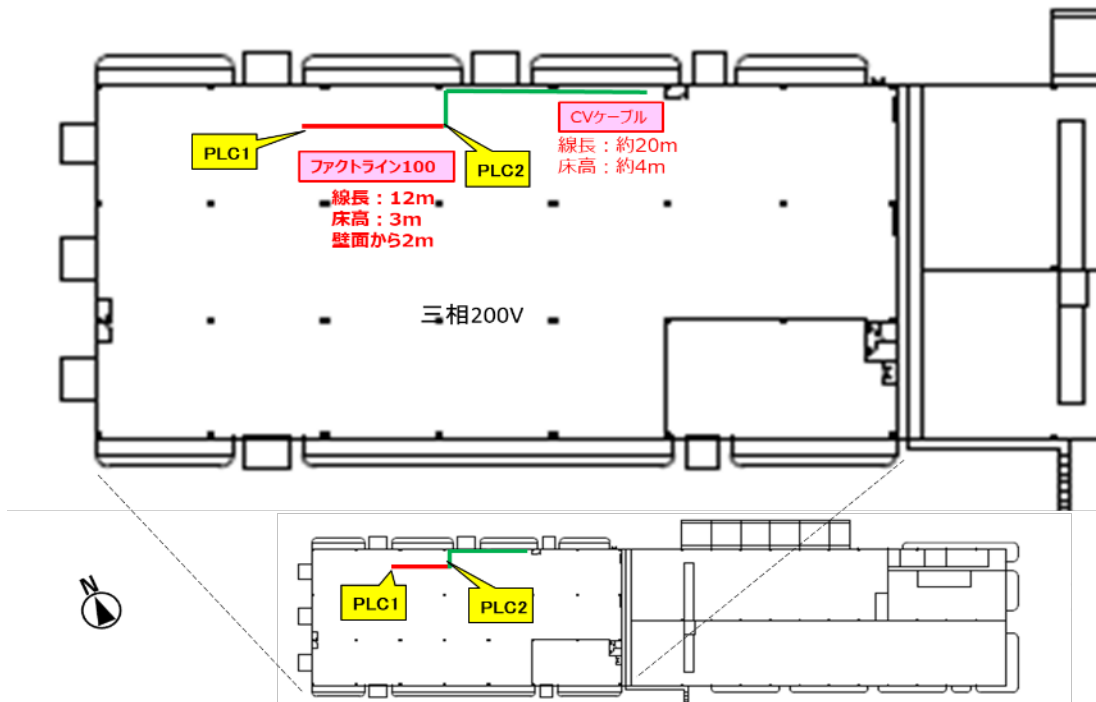 CVケーブル
線長：約20m
床高：約4m
PLC1
PLC2
ファクトライン100
線長：12m
床高：3m
壁面から2m
三相200V
N
PLC1
PLC2